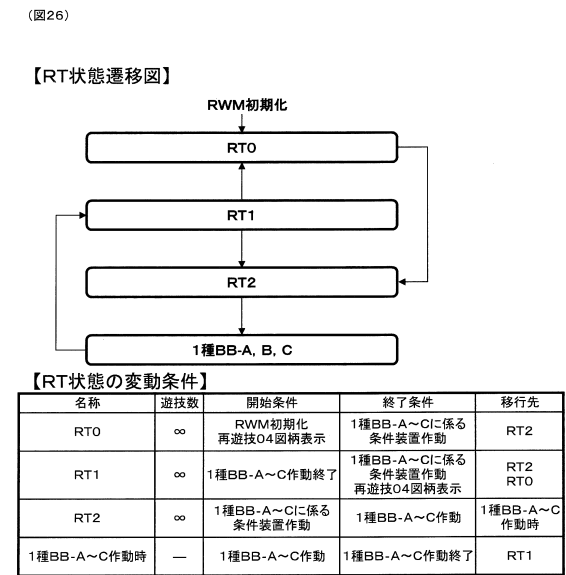 (図26)
【RT状態遷移図】
RWM初期化
RT0
RT1
RT2
1種BB-A, B, C
【RT状態の変動条件】
名称 遊技数 開始条件 終了条件 移行先
RT0 ∞ RWM初期化 再遊技04図柄表示 1種BB-A～Cに係る 条件装置作動 RT2
RT1 ∞ 1種BB-A～C作動終了 1種BB-A～Cに係る 条件装置作動 再遊技04図柄表示 RT2 RT0
RT2 ∞ 1種BB-A～Cに係る 条件装置作動 1種BB-A～C作動 1種BB-A～C 作動時
1種BB-A～C作動時 — 1種BB-A～C作動 1種BB-A～C作動終了 RT1